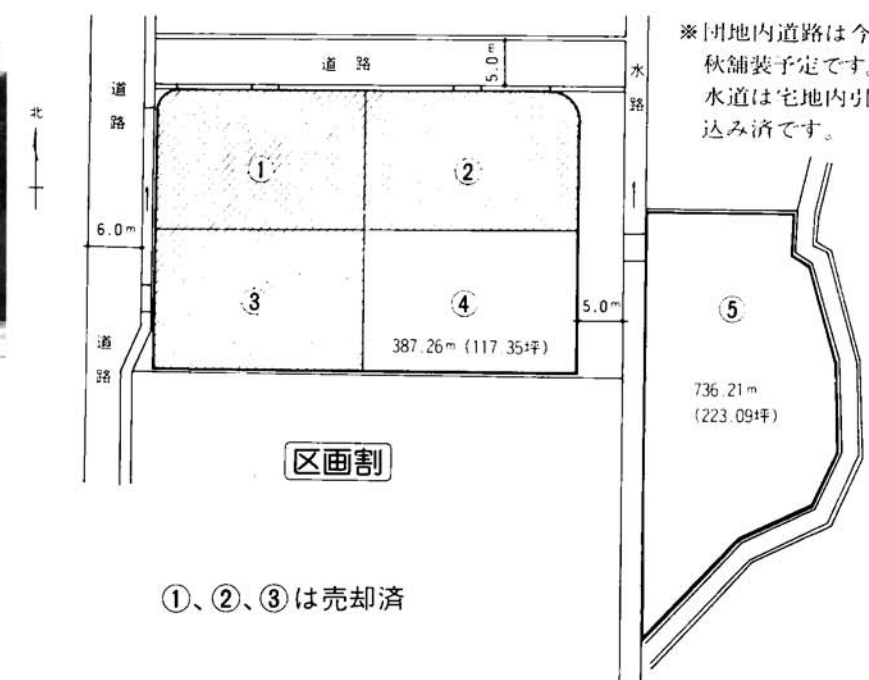 ※団地内道路は今
秋舗装予定です。
水道は宅地内引
込み済です。
道路
5.0m
水路
道路
北
①
②
6.0m
③
④
387.26m (117.35坪)
5.0m
⑤
736.21m
(223.09坪)
道路
区画割
①、②、③は売却済